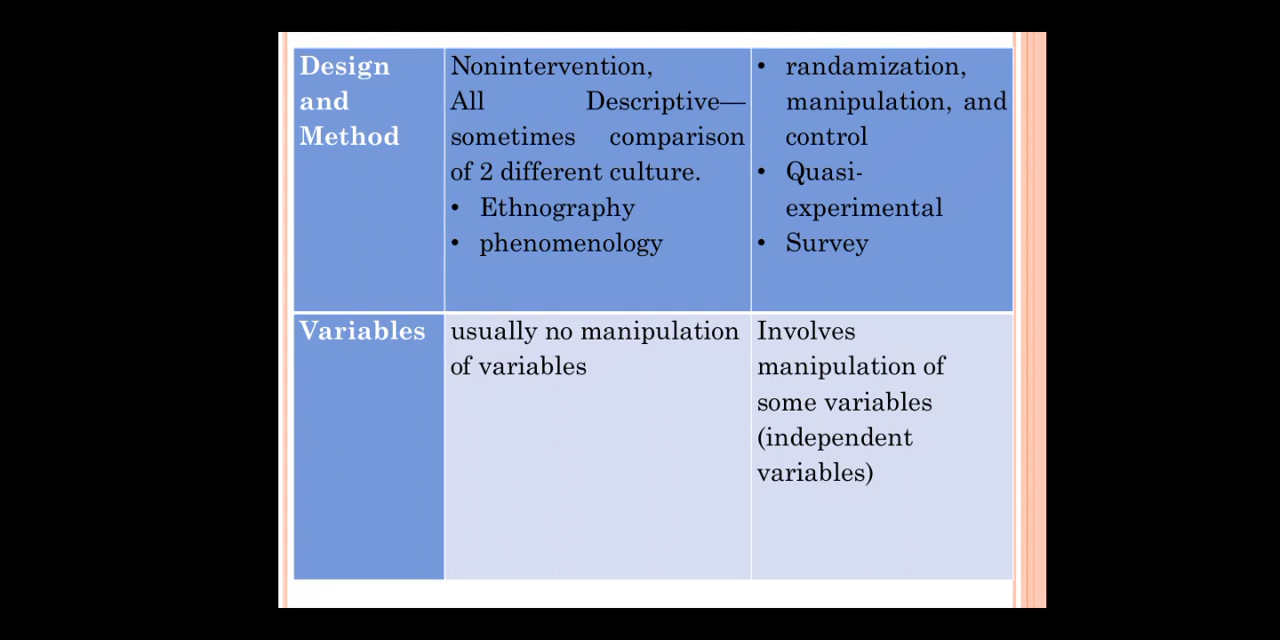 Design
and
Method
Nonintervention,
All Descriptive—
sometimes comparison
of 2 different culture.
• Ethnography
• phenomenology
• randamization,
manipulation, and
control
• Quasi-
experimental
• Survey
Variables
usually no manipulation
of variables
Involves
manipulation of
some variables
(independent
variables)